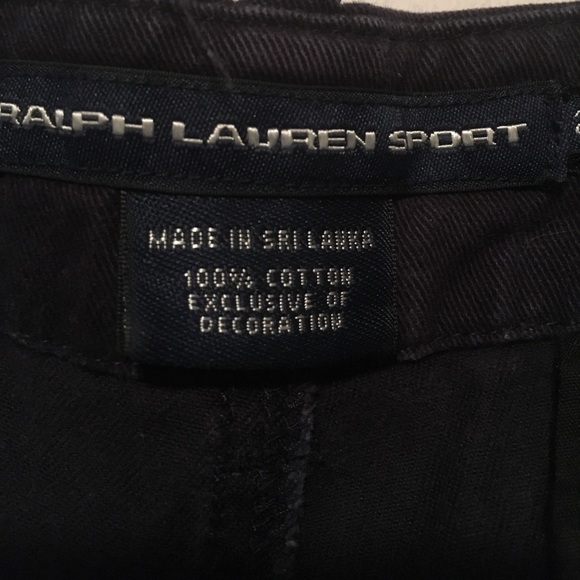 RALPH LAUREN SPORT
MADE IN SRI LANKA
100% COTTON
EXCLUSIVE OF
DECORATION